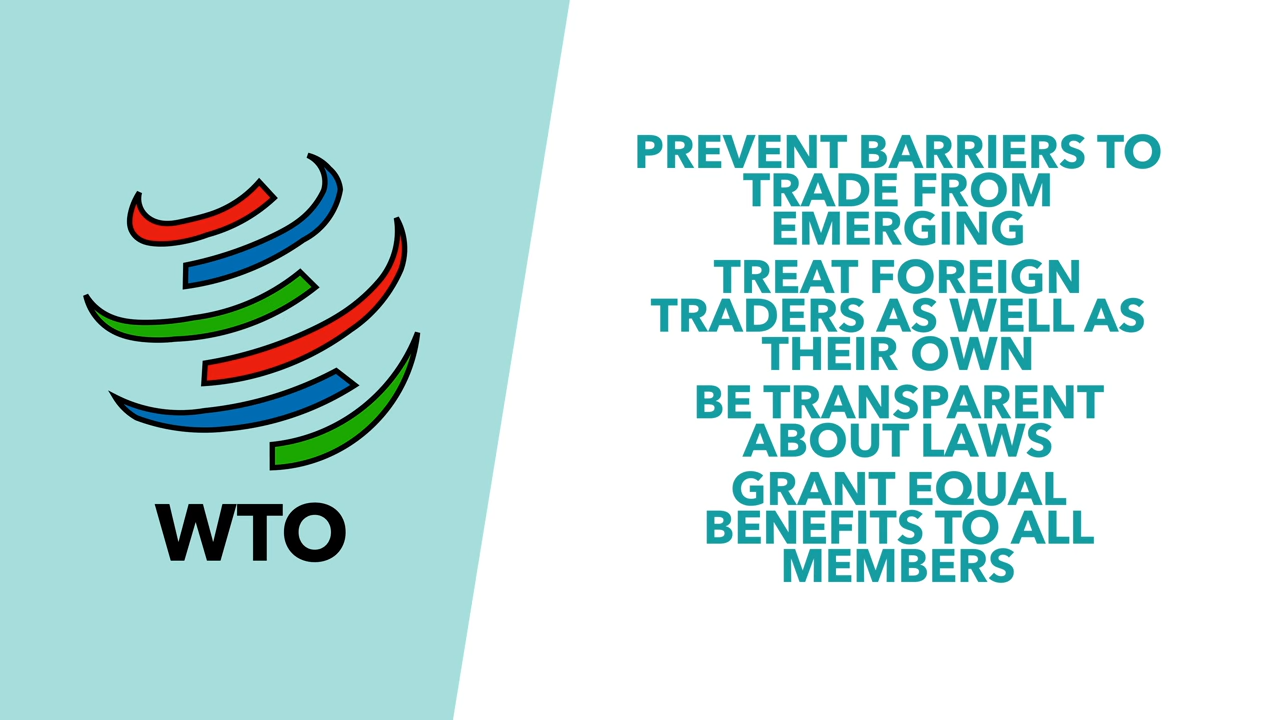 WTO
PREVENT BARRIERS TO
TRADE FROM
EMERGING
TREAT FOREIGN
TRADERS AS WELL AS
THEIR OWN
BE TRANSPARENT
ABOUT LAWS
GRANT EQUAL
BENEFITS TO ALL
MEMBERS